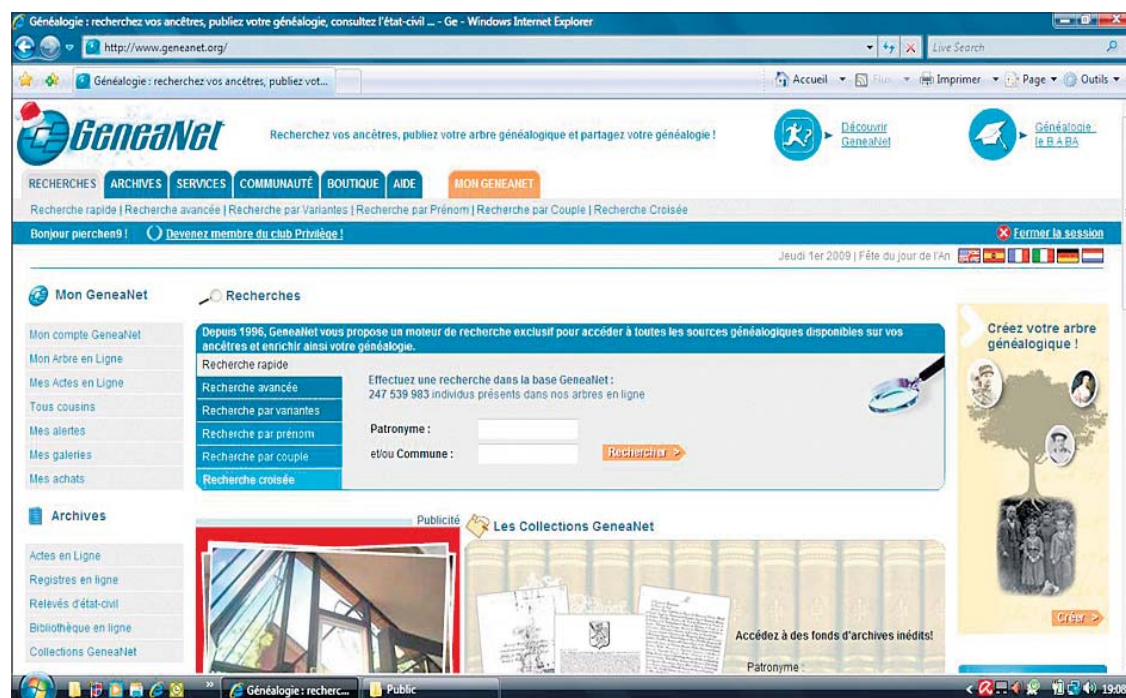 Généalogie : recherchez vos ancêtres, publiez votre généalogie, consultez l'état-civil ... - Ge - Windows Internet Explorer
http://www.geneanet.org/
Live Search
Généalogie : recherchez vos ancêtres, publiez vot...
Accueil Flux Imprimer Page Outils
GeneaNet
Recherchez vos ancêtres, publiez votre arbre généalogique et partagez votre généalogie !
Découvrir
GeneaNet
Généalogie :
le B A BA
RECHERCHES ARCHIVES SERVICES COMMUNAUTÉ BOUTIQUE AIDE MON GENEANET
Recherche rapide | Recherche avancée | Recherche par Variantes | Recherche par Prénom | Recherche par Couple | Recherche Croisée
Bonjour pierchen9 ! Devenez membre du club Privilège !
Fermer la session
Jeudi 1er 2009 | Fête du jour de l'An
Mon GeneaNet
Mon compte GeneaNet
Mon Arbre en Ligne
Mes Actes en Ligne
Tous cousins
Mes alertes
Mes galeries
Mes achats
Archives
Actes en Ligne
Registres en ligne
Relevés d'état-civil
Bibliothèque en ligne
Collections GeneaNet
Recherches
Depuis 1996, GeneaNet vous propose un moteur de recherche exclusif pour accéder à toutes les sources généalogiques disponibles sur vos
ancêtres et enrichir ainsi votre généalogie.
Recherche rapide
Recherche avancée
Recherche par variantes
Recherche par prénom
Recherche par couple
Recherche croisée
Effectuez une recherche dans la base GeneaNet :
247 539 983 individus présents dans nos arbres en ligne
Patronyme :
et/ou Commune :
Rechercher >
Publicité
Les Collections GeneaNet
Accédez à des fonds d'archives inédits!
Patronyme :
Créez votre arbre
généalogique !
Créer >
Généalogie : recherc...
Public
19:08